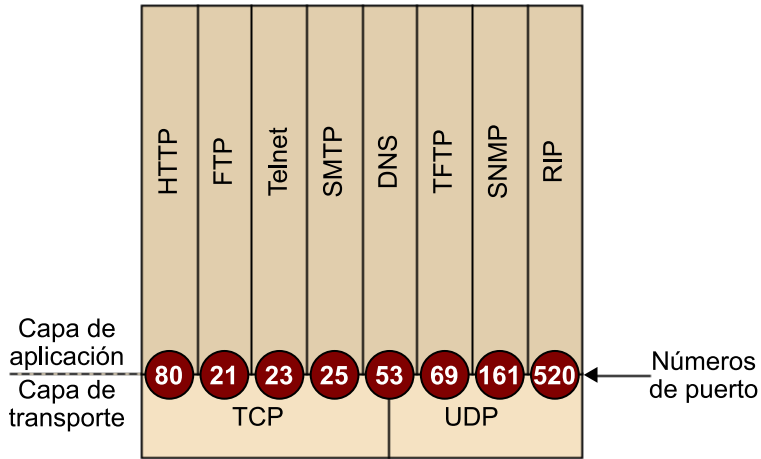 HTTP
FTP
Telnet
SMTP
DNS
TFTP
SNMP
RIP
Capa de
aplicación
Capa de
transporte
80 21 23 25 53 69 161 520
Números
de puerto
TCP UDP